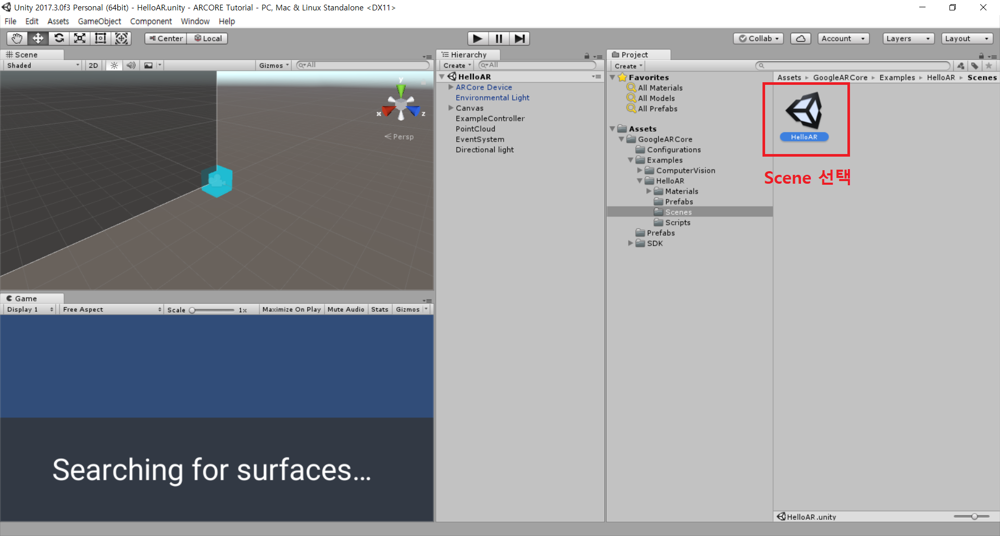 Unity 2017.3.0f3 Personal (64bit) - HelloAR.unity - ARCORE Tutorial - PC, Mac & Linux Standalone <DX11>
File Edit Assets GameObject Component Window Help
Center Local Collab Account Layers Layout
Scene
Shaded 2D Gizmos All
y
x z
Persp
Game
Display 1 Free Aspect Scale 1x Maximize On Play Mute Audio Stats Gizmos
Searching for surfaces...
Hierarchy
Create All
HelloAR
ARCore Device
Environmental Light
Canvas
ExampleController
PointCloud
EventSystem
Directional light
Project
Create
Favorites
All Materials
All Models
All Prefabs
Assets
GoogleARCore
Configurations
Examples
ComputerVision
HelloAR
Materials
Prefabs
Scenes
Scripts
Prefabs
SDK
Assets GoogleARCore Examples HelloAR Scenes
HelloAR
Scene 선택
HelloAR.unity